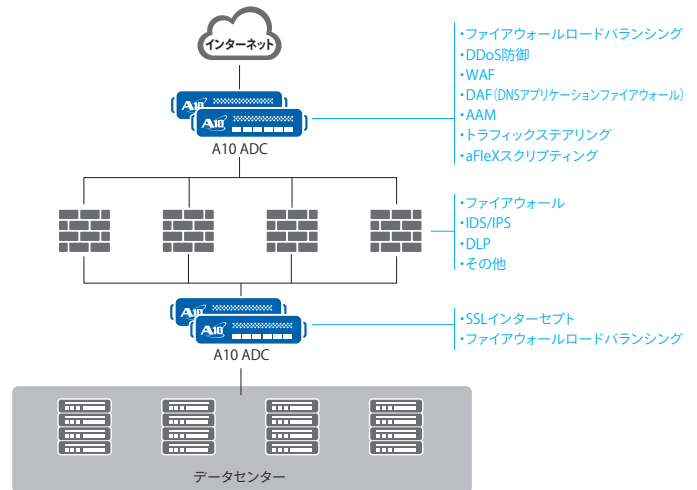 インターネット
A10
A10
A10 ADC
・ファイアウォールロードバランシング
・DDoS防御
・WAF
・DAF（DNSアプリケーションファイアウォール）
・AAM
・トラフィックステアリング
・aFleXスクリプティング
・ファイアウォール
・IDS/IPS
・DLP
・その他
A10
A10
A10 ADC
・SSLインターセプト
・ファイアウォールロードバランシング
データセンター